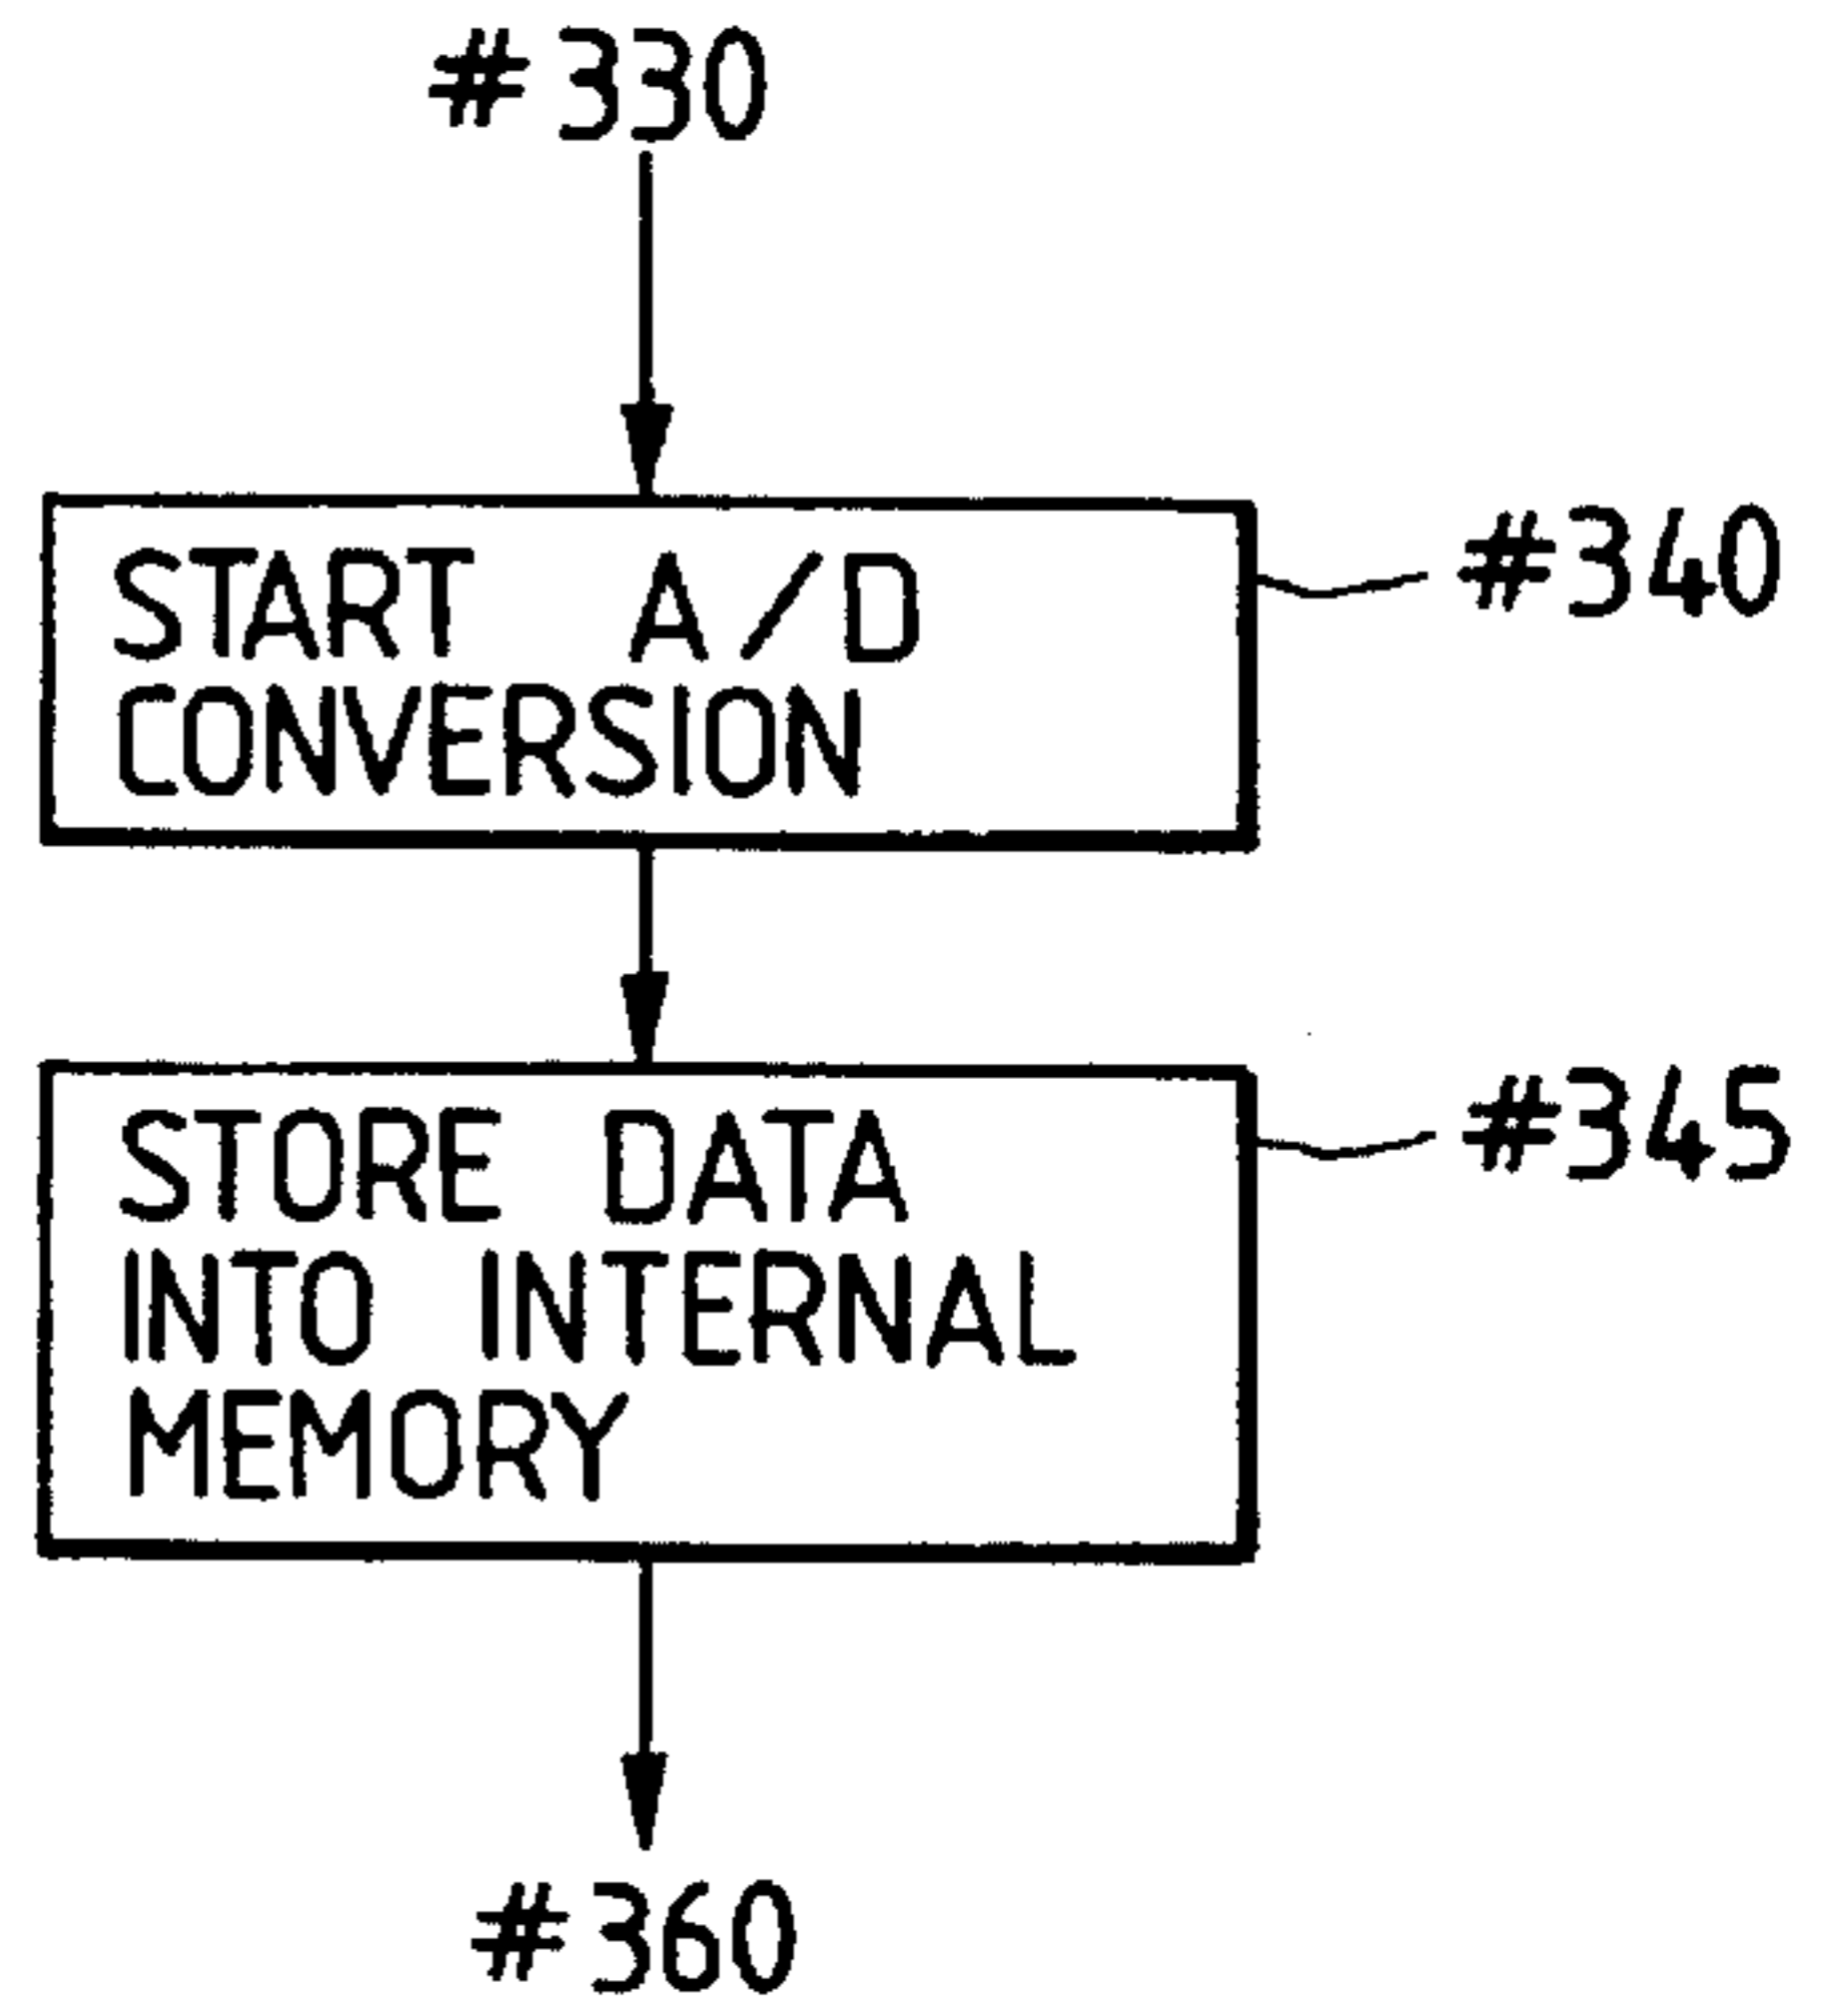 #330
START A/D
CONVERSION
#340
STORE DATA
INTO INTERNAL
MEMORY
#345
#360